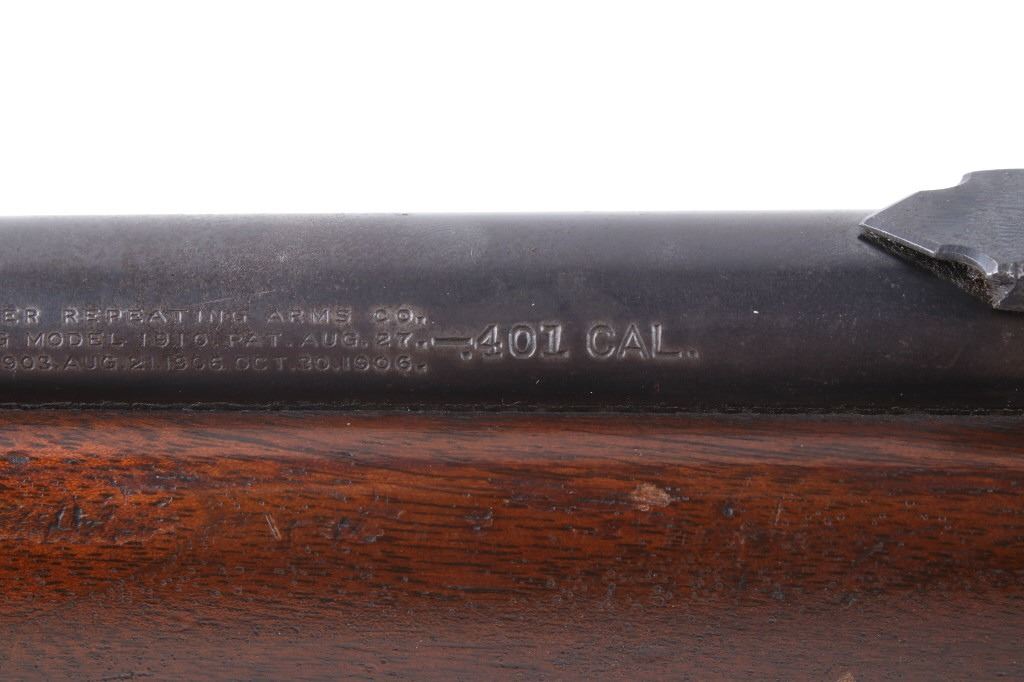 ER REPEATING ARMS CO.
G MODEL 1910. PAT. AUG. 27.—.401 CAL.
903. AUG. 21. 1906. OCT. 30. 1906.